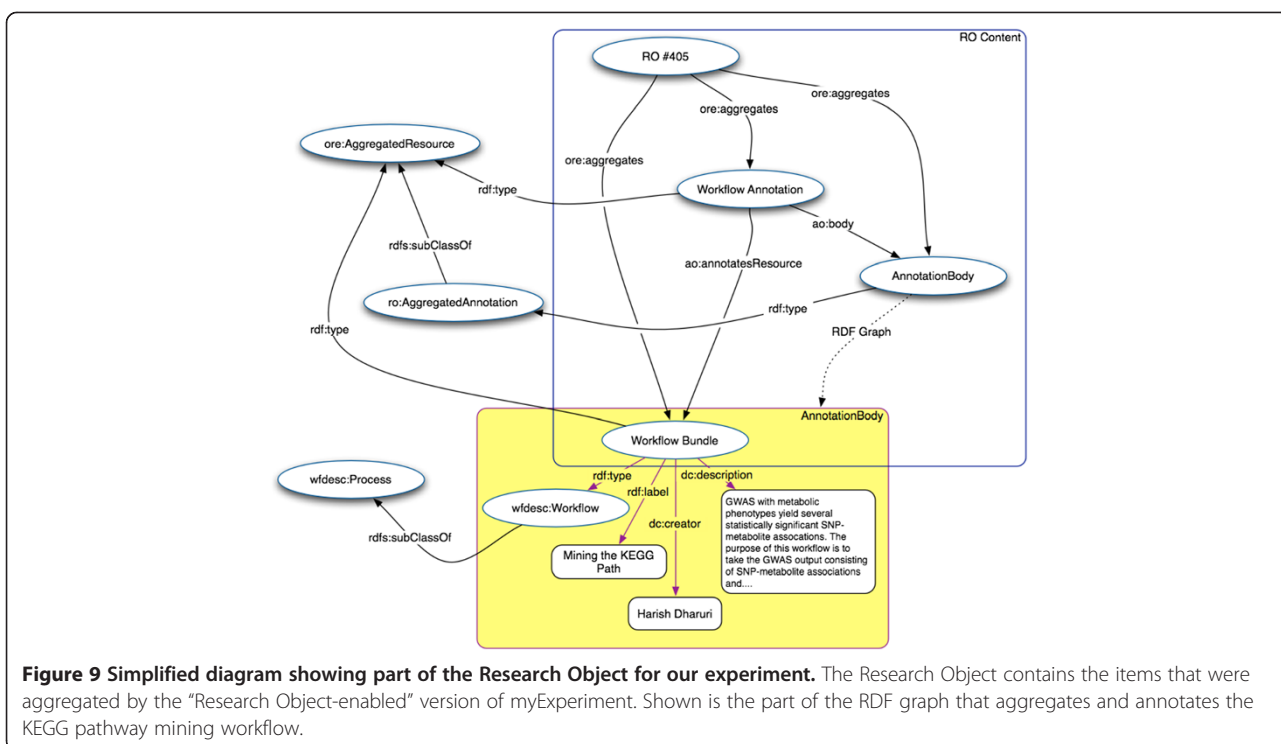 RO Content
RO #405
ore:aggregates
ore:aggregates
ore:AggregatedResource
ore:aggregates
rdf:type
Workflow Annotation
ao:body
rdfs:subClassOf
ao:annotatesResource
AnnotationBody
ro:AggregatedAnnotation
rdf:type
rdf:type
RDF Graph
AnnotationBody
Workflow Bundle
wfdesc:Process
rdf:type
dc:description
rdf:label
wfdesc:Workflow
dc:creator
GWAS with metabolic
phenotypes yield several
statistically significant SNP-
metabolite assocations. The
purpose of this workflow is to
take the GWAS output consisting
of SNP-metabolite associations
and....
rdfs:subClassOf
Mining the KEGG
Path
Harish Dharuri
Figure 9 Simplified diagram showing part of the Research Object for our experiment. The Research Object contains the items that were
aggregated by the “Research Object-enabled” version of myExperiment. Shown is the part of the RDF graph that aggregates and annotates the
KEGG pathway mining workflow.